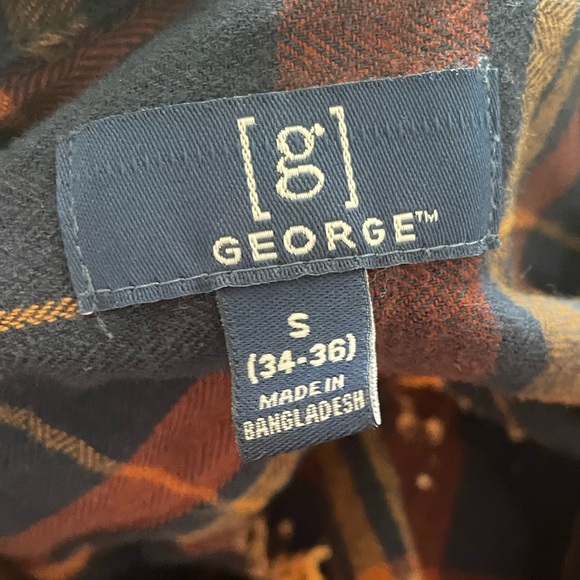 [g]
GEORGE™
S
(34-36)
MADE IN
BANGLADESH